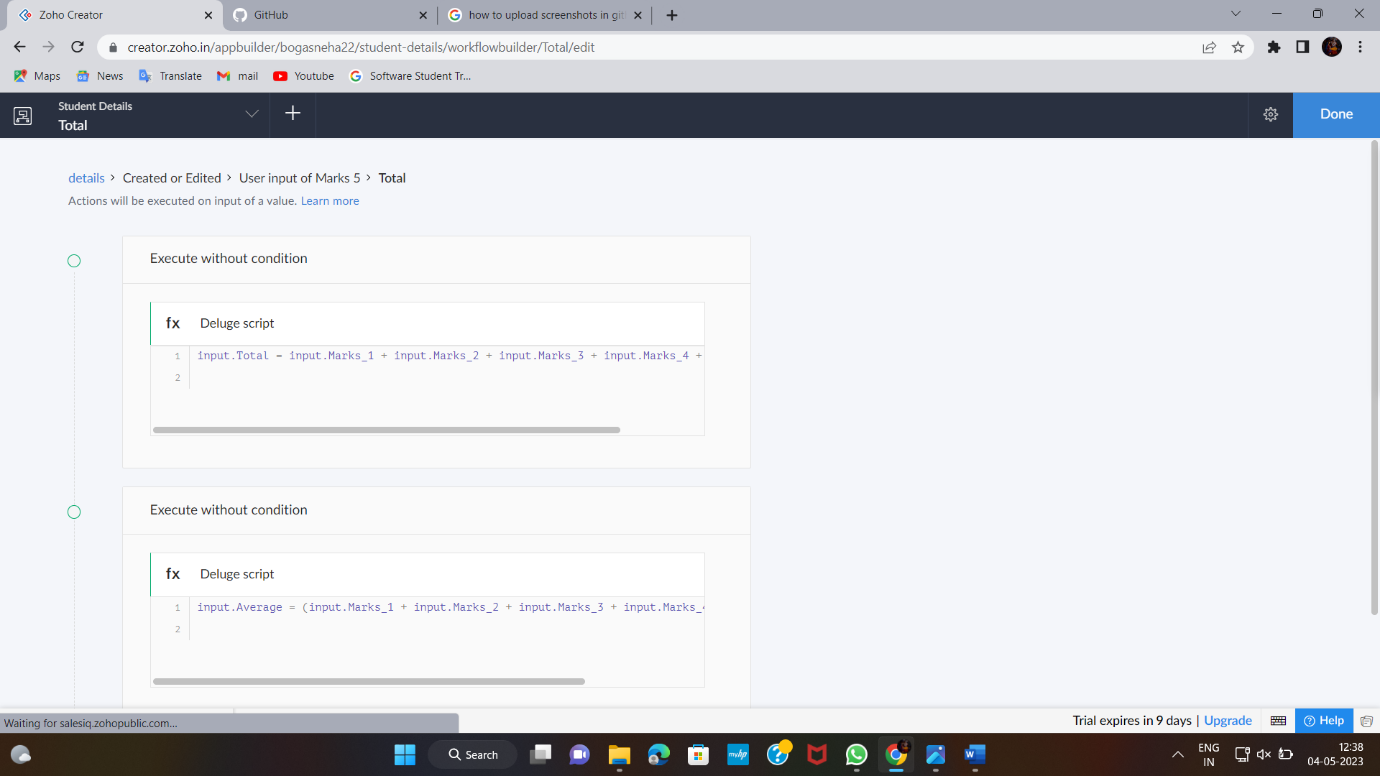 Zoho Creator
GitHub
how to upload screenshots in git
creator.zoho.in/appbuilder/bogasneha22/student-details/workflowbuilder/Total/edit
Maps News Translate mail Youtube Software Student Tr...
Student Details
Total
Done
details > Created or Edited > User input of Marks 5 > Total
Actions will be executed on input of a value. Learn more
Execute without condition
fx Deluge script
1 input.Total = input.Marks_1 + input.Marks_2 + input.Marks_3 + input.Marks_4 +
2
Execute without condition
fx Deluge script
1 input.Average = (input.Marks_1 + input.Marks_2 + input.Marks_3 + input.Marks_4
2
Waiting for salesiq.zohopublic.com...
Trial expires in 9 days | Upgrade
Help
Search
myhp
ENG
IN
12:38
04-05-2023